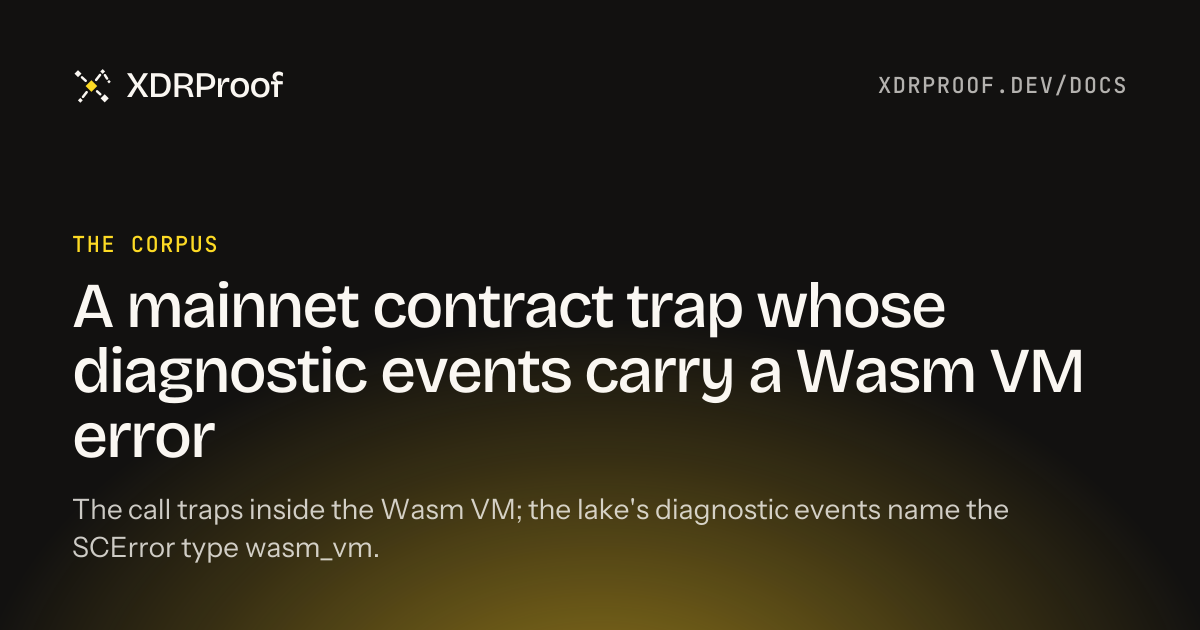 XDRProof
XDRPROOF.DEV/DOCS
THE CORPUS
A mainnet contract trap whose
diagnostic events carry a Wasm VM
error
The call traps inside the Wasm VM; the lake's diagnostic events name the
SCError type wasm_vm.